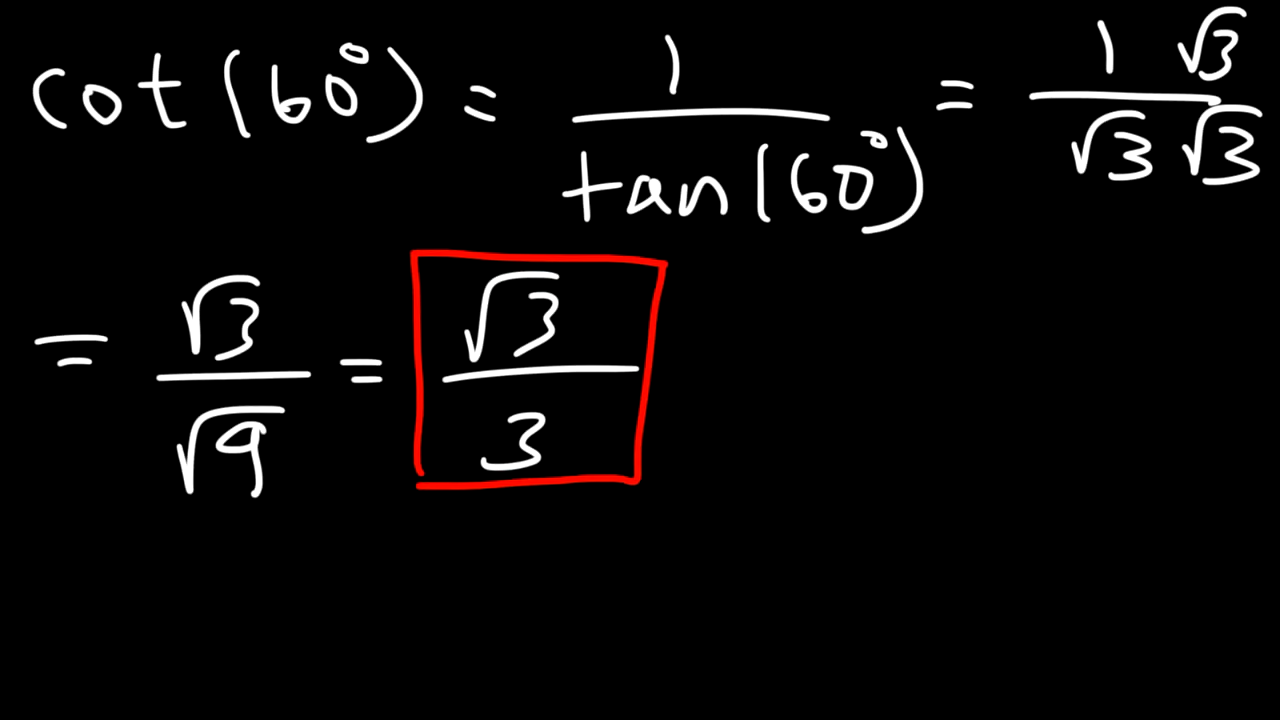 cot(60°) = 1/tan(60°) = 1 √3/√3 √3
= √3/√9 = √3/3